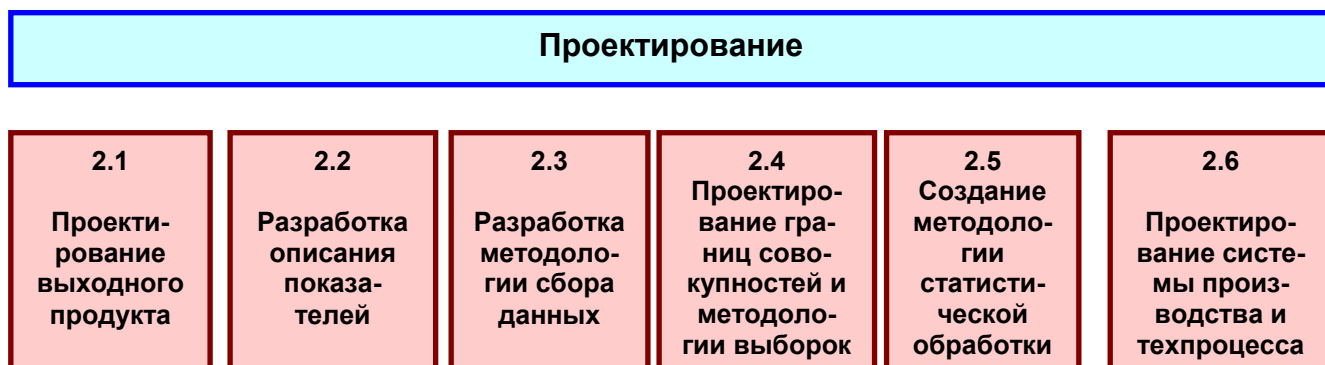 Проектирование
2.1
Проекти-
рование
выходного
продукта
2.2
Разработка
описания
показа-
телей
2.3
Разработка
методоло-
гии сбора
данных
2.4
Проектиро-
вание гра-
ниц сово-
купностей и
методоло-
гии выборок
2.5
Создание
методоло-
гии
статисти-
ческой
обработки
2.6
Проектиро-
вание систе-
мы произ-
водства и
техпроцесса